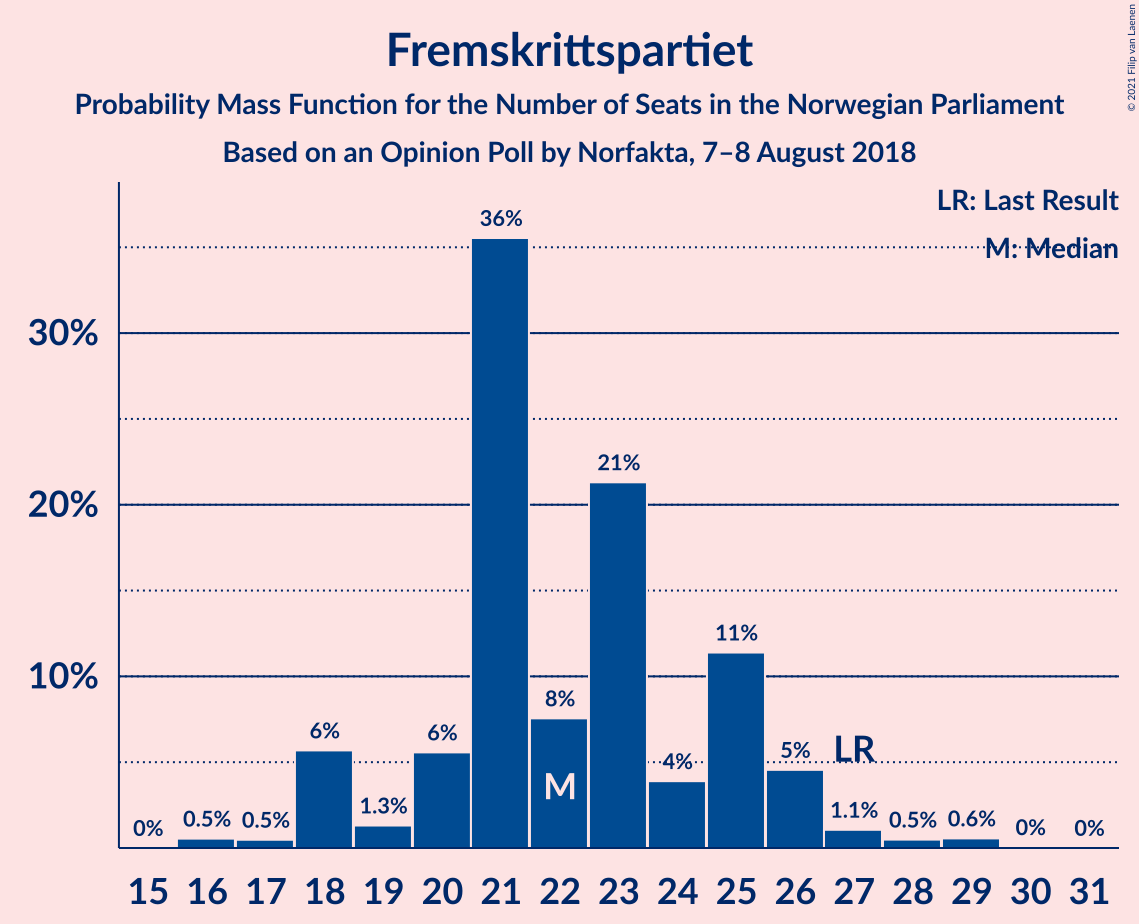 Fremskrittspartiet
Probability Mass Function for the Number of Seats in the Norwegian Parliament
Based on an Opinion Poll by Norfakta, 7–8 August 2018
© 2021 Filip van Laenen
LR: Last Result
M: Median
30%
20%
10%
0%
0.5%
0.5%
6%
1.3%
6%
36%
8%
21%
4%
11%
5%
1.1%
0.5%
0.6%
0%
0%
M
LR
15 16 17 18 19 20 21 22 23 24 25 26 27 28 29 30 31